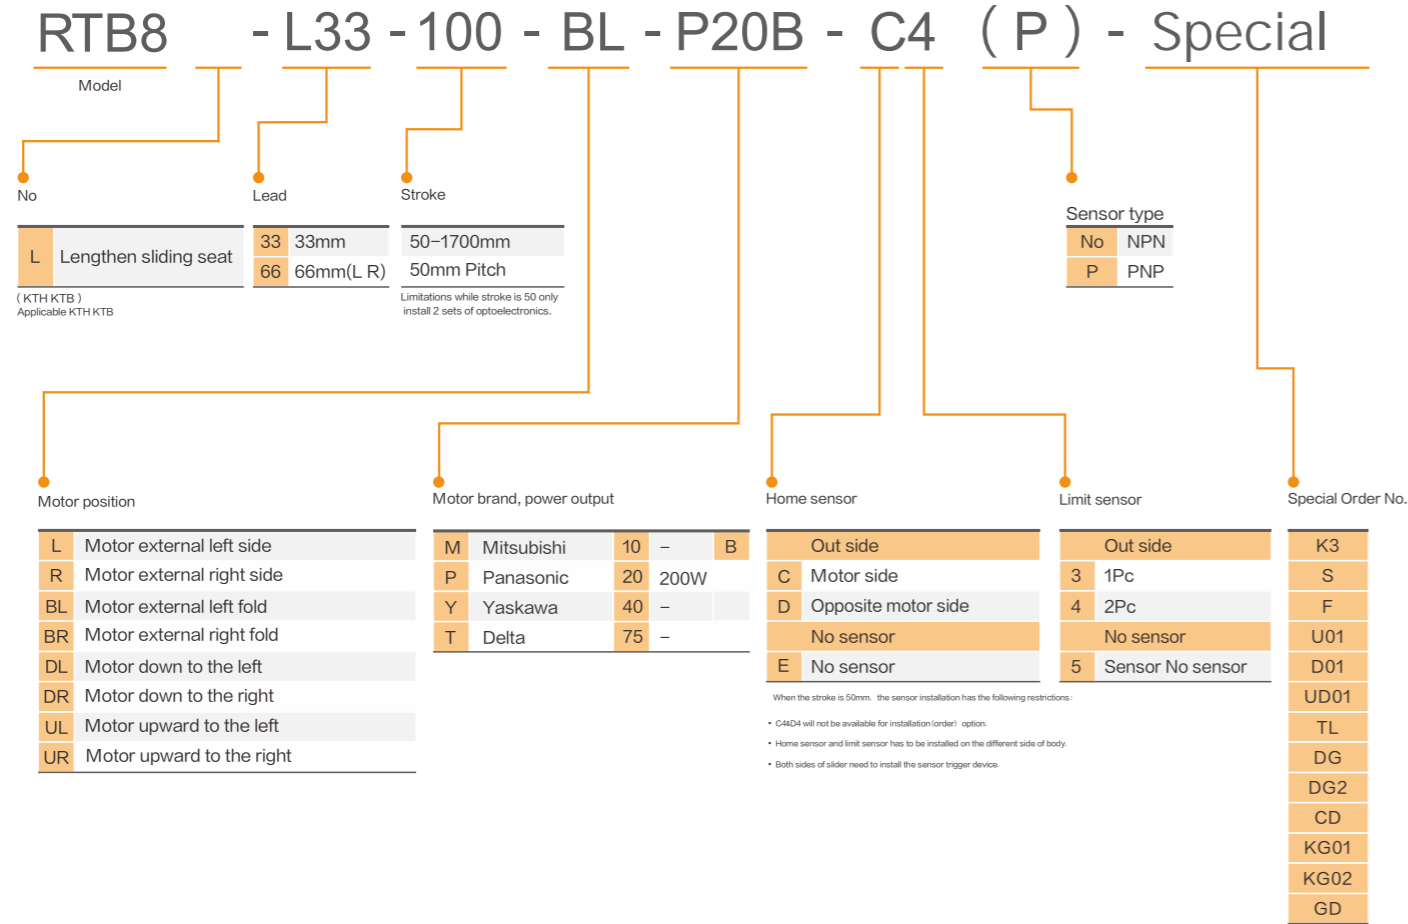 RTB8 - L33 - 100 - BL - P20B - C4 ( P ) - Special
Model
No
L Lengthen sliding seat
( KTH KTB )
Applicable KTH KTB
Lead
33 33mm
66 66mm(L R)
Stroke
50-1700mm
50mm Pitch
Limitations while stroke is 50 only
install 2 sets of optoelectronics.
Sensor type
No NPN
P PNP
Motor position
L Motor external left side
R Motor external right side
BL Motor external left fold
BR Motor external right fold
DL Motor down to the left
DR Motor down to the right
UL Motor upward to the left
UR Motor upward to the right
Motor brand, power output
M Mitsubishi 10 - B
P Panasonic 20 200W
Y Yaskawa 40 -
T Delta 75 -
Home sensor
Out side
C Motor side
D Opposite motor side
No sensor
E No sensor
When the stroke is 50mm. the sensor installation has the following restrictions:
• C4&D4 will not be available for installation(order) option.
• Home sensor and limit sensor has to be installed on the different side of body.
• Both sides of slider need to install the sensor trigger device.
Limit sensor
Out side
3 1Pc
4 2Pc
No sensor
5 Sensor No sensor
Special Order No.
K3
S
F
U01
D01
UD01
TL
DG
DG2
CD
KG01
KG02
GD